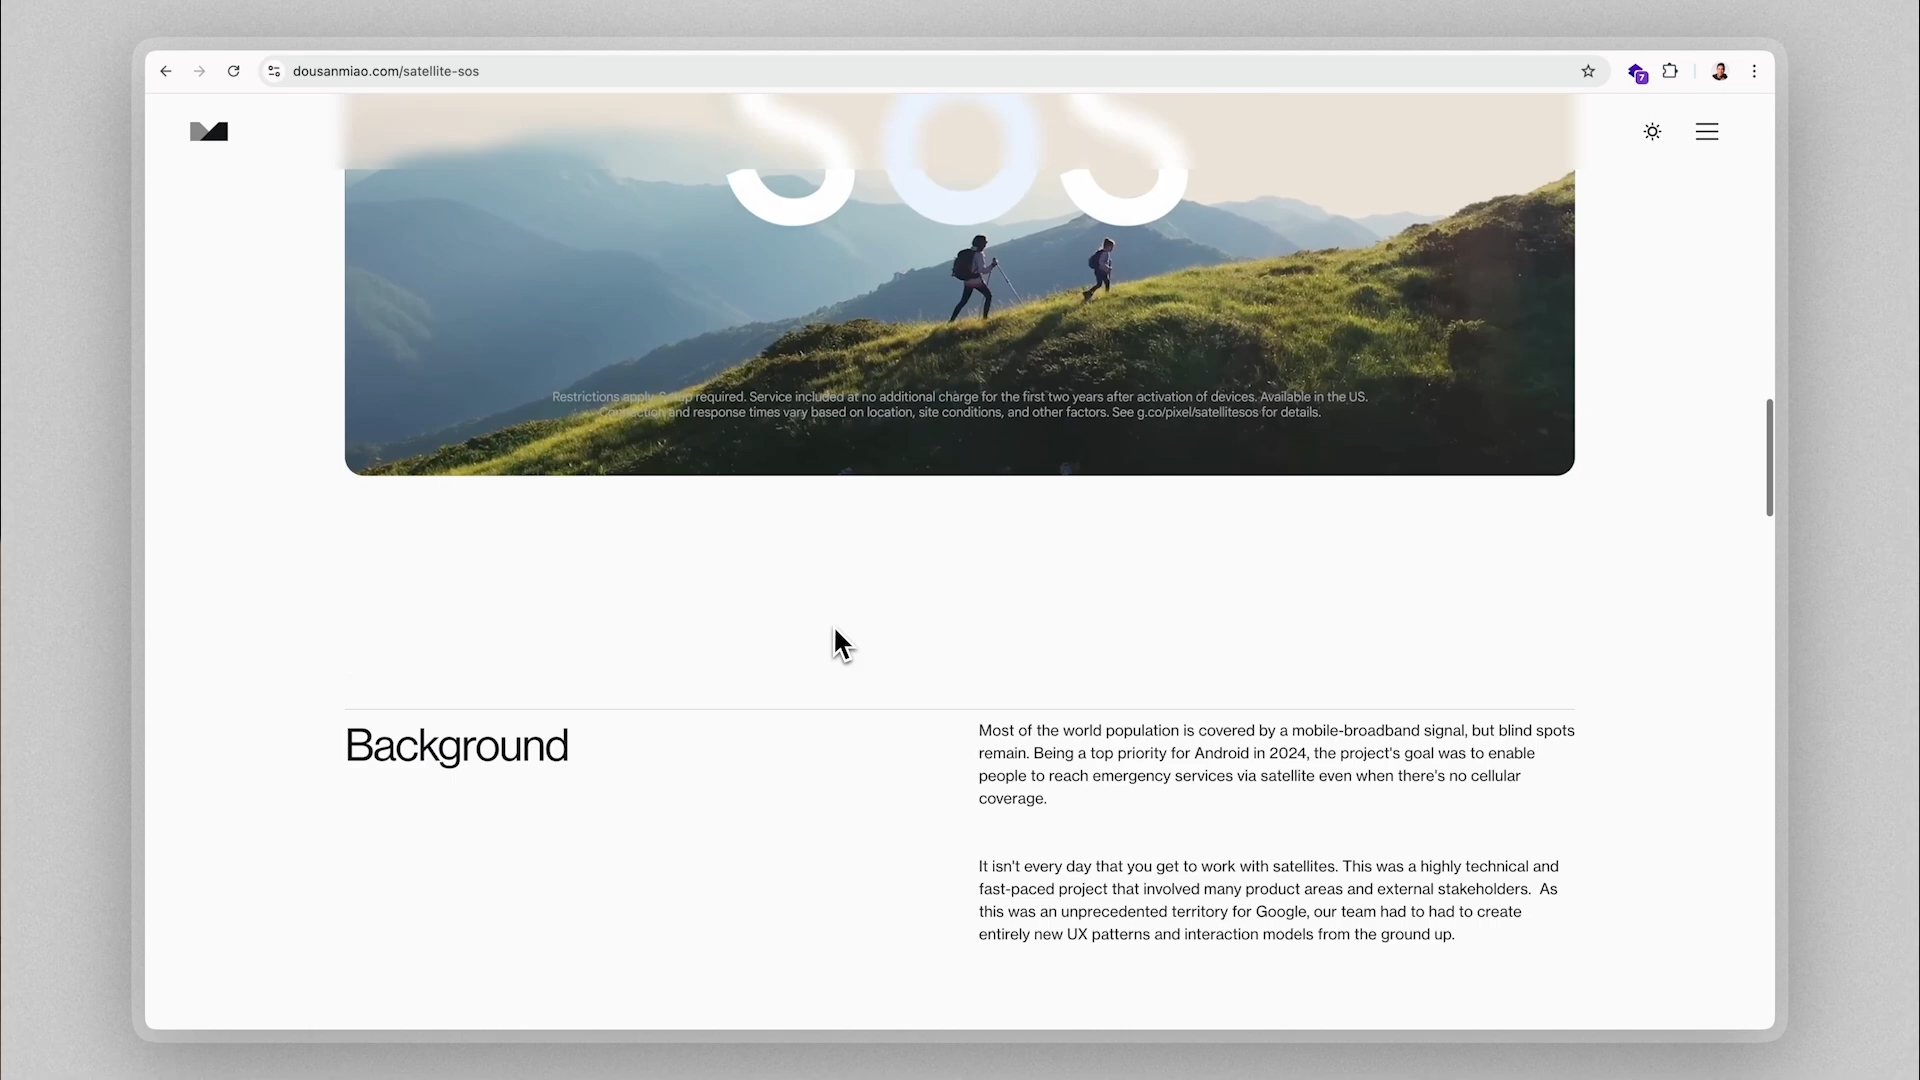 dousanmiao.com/satellite-sos
7
SOS
Restrictions apply. Setup required. Service included at no additional charge for the first two years after activation of devices. Available in the US.
Connection and response times vary based on location, site conditions, and other factors. See g.co/pixel/satellitesos for details.
Background
Most of the world population is covered by a mobile-broadband signal, but blind spots
remain. Being a top priority for Android in 2024, the project's goal was to enable
people to reach emergency services via satellite even when there's no cellular
coverage.
It isn't every day that you get to work with satellites. This was a highly technical and
fast-paced project that involved many product areas and external stakeholders.  As
this was an unprecedented territory for Google, our team had to had to create
entirely new UX patterns and interaction models from the ground up.